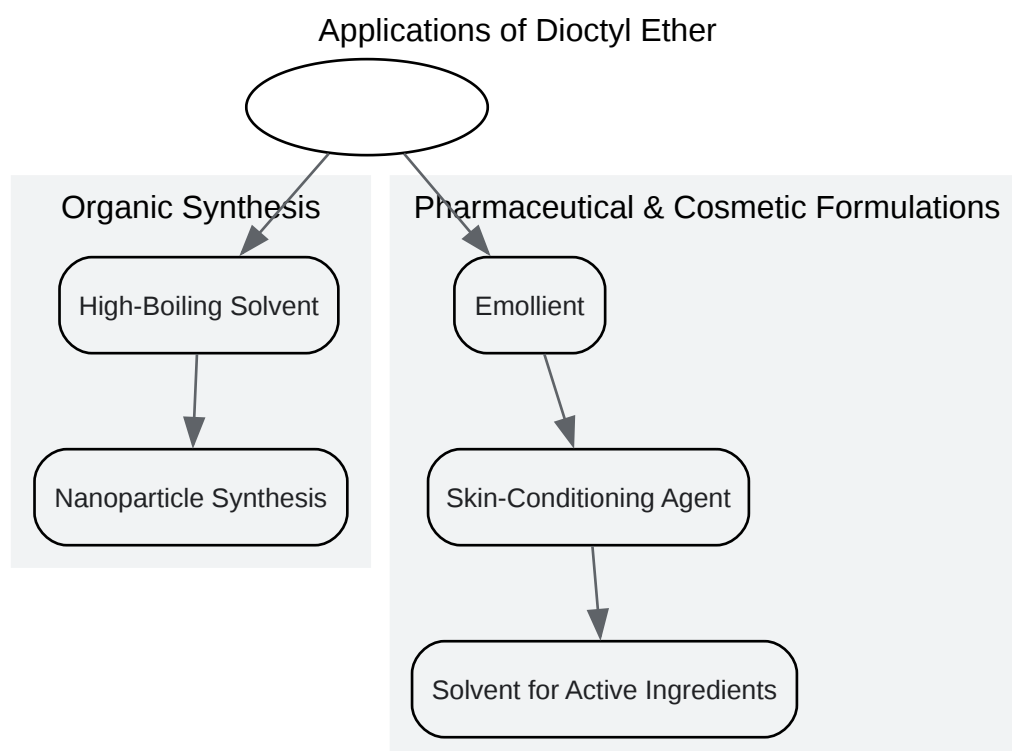 Applications of Dioctyl Ether
Organic Synthesis
High-Boiling Solvent
Nanoparticle Synthesis
Pharmaceutical & Cosmetic Formulations
Emollient
Skin-Conditioning Agent
Solvent for Active Ingredients